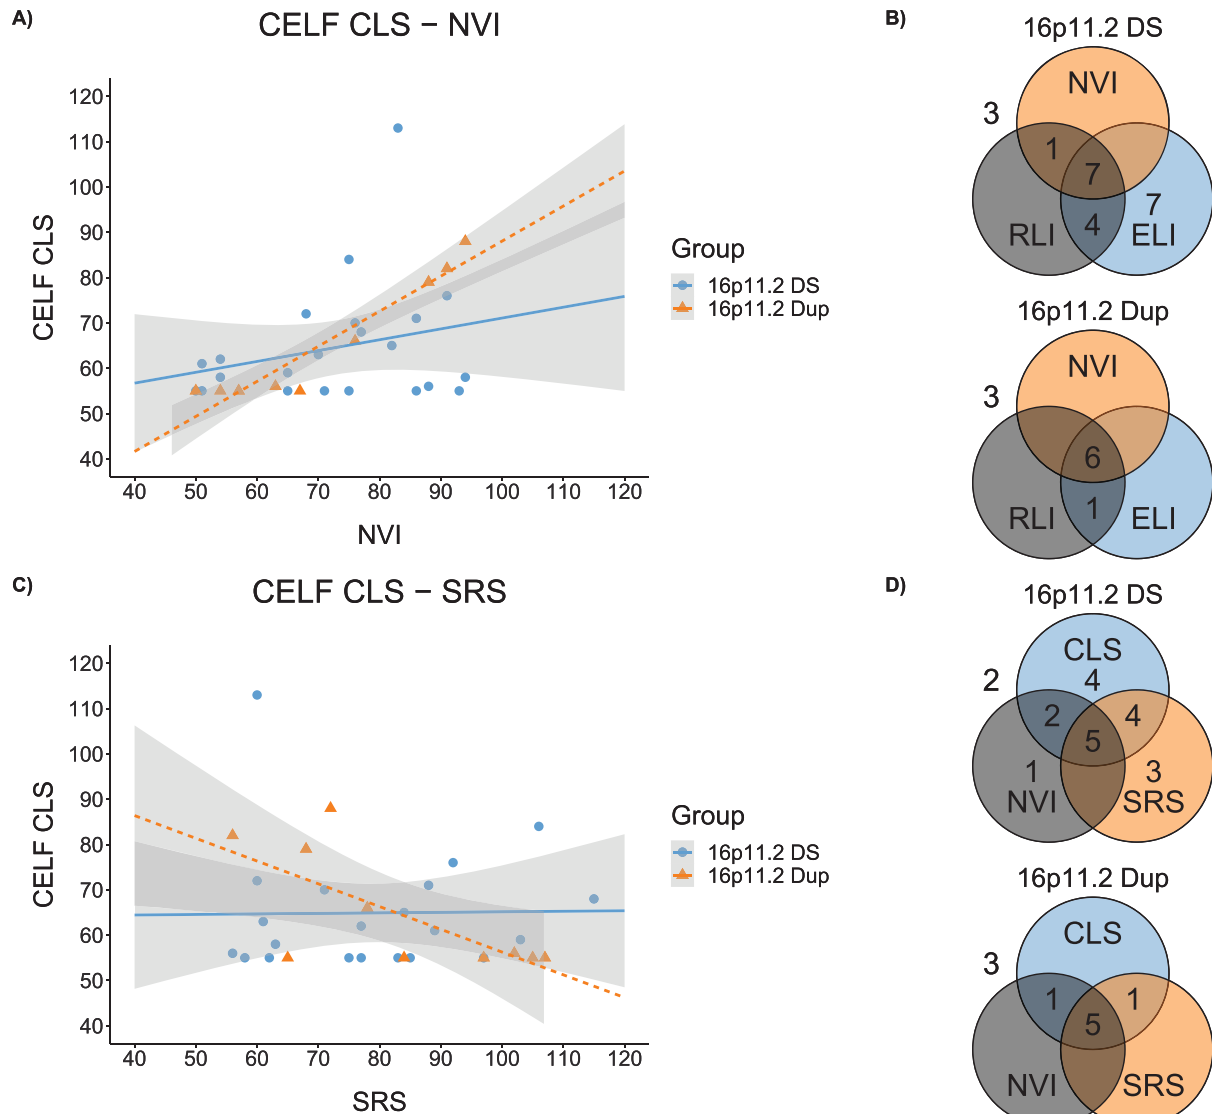 A)
CELF CLS − NVI
120
110
100
90
80
70
60
50
40
CELF CLS
40 50 60 70 80 90 100 110 120
NVI
Group
16p11.2 DS
16p11.2 Dup
B)
16p11.2 DS
NVI
3
1
7
7
4
RLI
ELI
16p11.2 Dup
NVI
3
6
1
RLI
ELI
C)
CELF CLS − SRS
120
110
100
90
80
70
60
50
40
CELF CLS
40 50 60 70 80 90 100 110 120
SRS
Group
16p11.2 DS
16p11.2 Dup
D)
16p11.2 DS
CLS
4
2
2
4
5
1
3
NVI
SRS
16p11.2 Dup
CLS
3
1
1
5
NVI
SRS